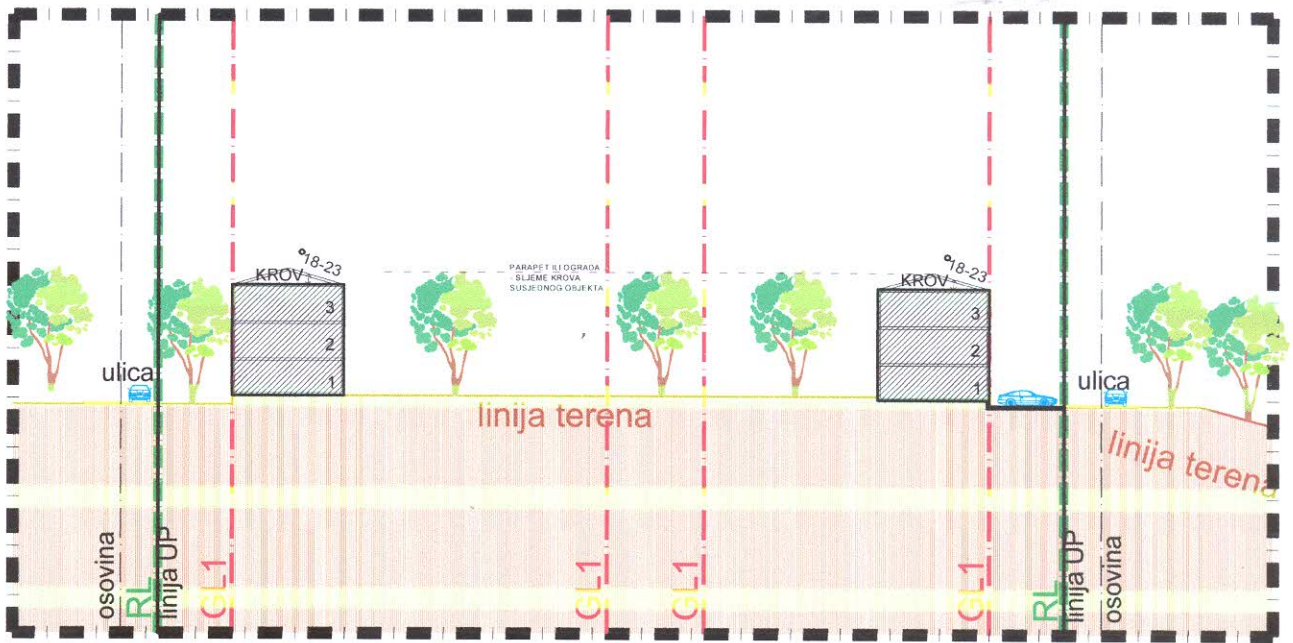 °18-23
KROV
3
2
1
PARAPET ILI OGRADA
- SLJEME KROVA
SUSJEDNOG OBJEKTA
°18-23
KROV
3
2
1
ulica
ulica
linija terena
linija terena
osovina
RL
linija UP
GL1
GL1
GL1
GL1
RL
linija UP
osovina